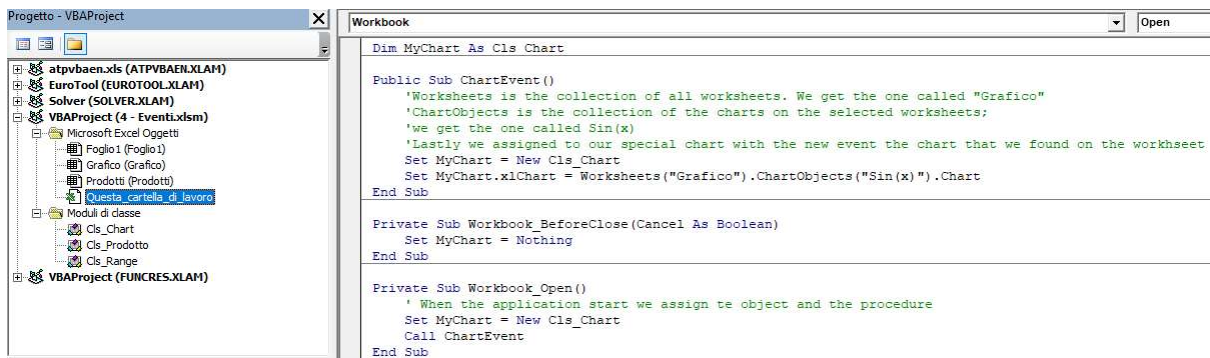 Progetto - VBAProject
atpvbaen.xls (ATPVBAEN.XLAM)
EuroTool (EUROTOOL.XLAM)
Solver (SOLVER.XLAM)
VBAProject (4 - Eventi.xlsm)
Microsoft Excel Oggetti
Foglio1 (Foglio1)
Grafico (Grafico)
Prodotti (Prodotti)
Questa_cartella_di_lavoro
Moduli di classe
Cls_Chart
Cls_Prodotto
Cls_Range
VBAProject (FUNCRES.XLAM)
Workbook Open
Dim MyChart As Cls_Chart
Public Sub ChartEvent()
'Worksheets is the collection of all worksheets. We get the one called "Grafico"
'ChartObjects is the collection of the charts on the selected worksheets;
'we get the one called Sin(x)
'Lastly we assigned to our special chart with the new event the chart that we found on the workhseet
Set MyChart = New Cls_Chart
Set MyChart.xlChart = Worksheets("Grafico").ChartObjects("Sin(x)").Chart
End Sub
Private Sub Workbook_BeforeClose(Cancel As Boolean)
Set MyChart = Nothing
End Sub
Private Sub Workbook_Open()
' When the application start we assign te object and the procedure
Set MyChart = New Cls_Chart
Call ChartEvent
End Sub